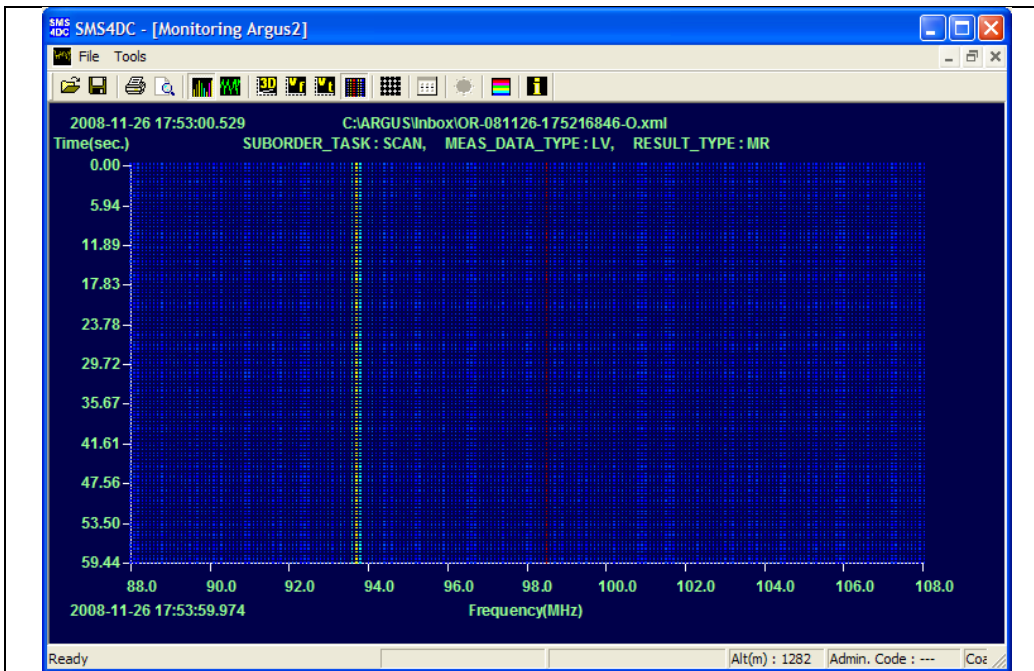 SMS4DC - [Monitoring Argus2]
File Tools
3D Vf Vt
2008-11-26 17:53:00.529 C:\ARGUS\Inbox\OR-081126-175216846-O.xml
Time(sec.) SUBORDER_TASK : SCAN, MEAS_DATA_TYPE : LV, RESULT_TYPE : MR
0.00
5.94
11.89
17.83
23.78
29.72
35.67
41.61
47.56
53.50
59.44
88.0 90.0 92.0 94.0 96.0 98.0 100.0 102.0 104.0 106.0 108.0
2008-11-26 17:53:59.974 Frequency(MHz)
Ready Alt(m) : 1282 Admin. Code : --- Coa